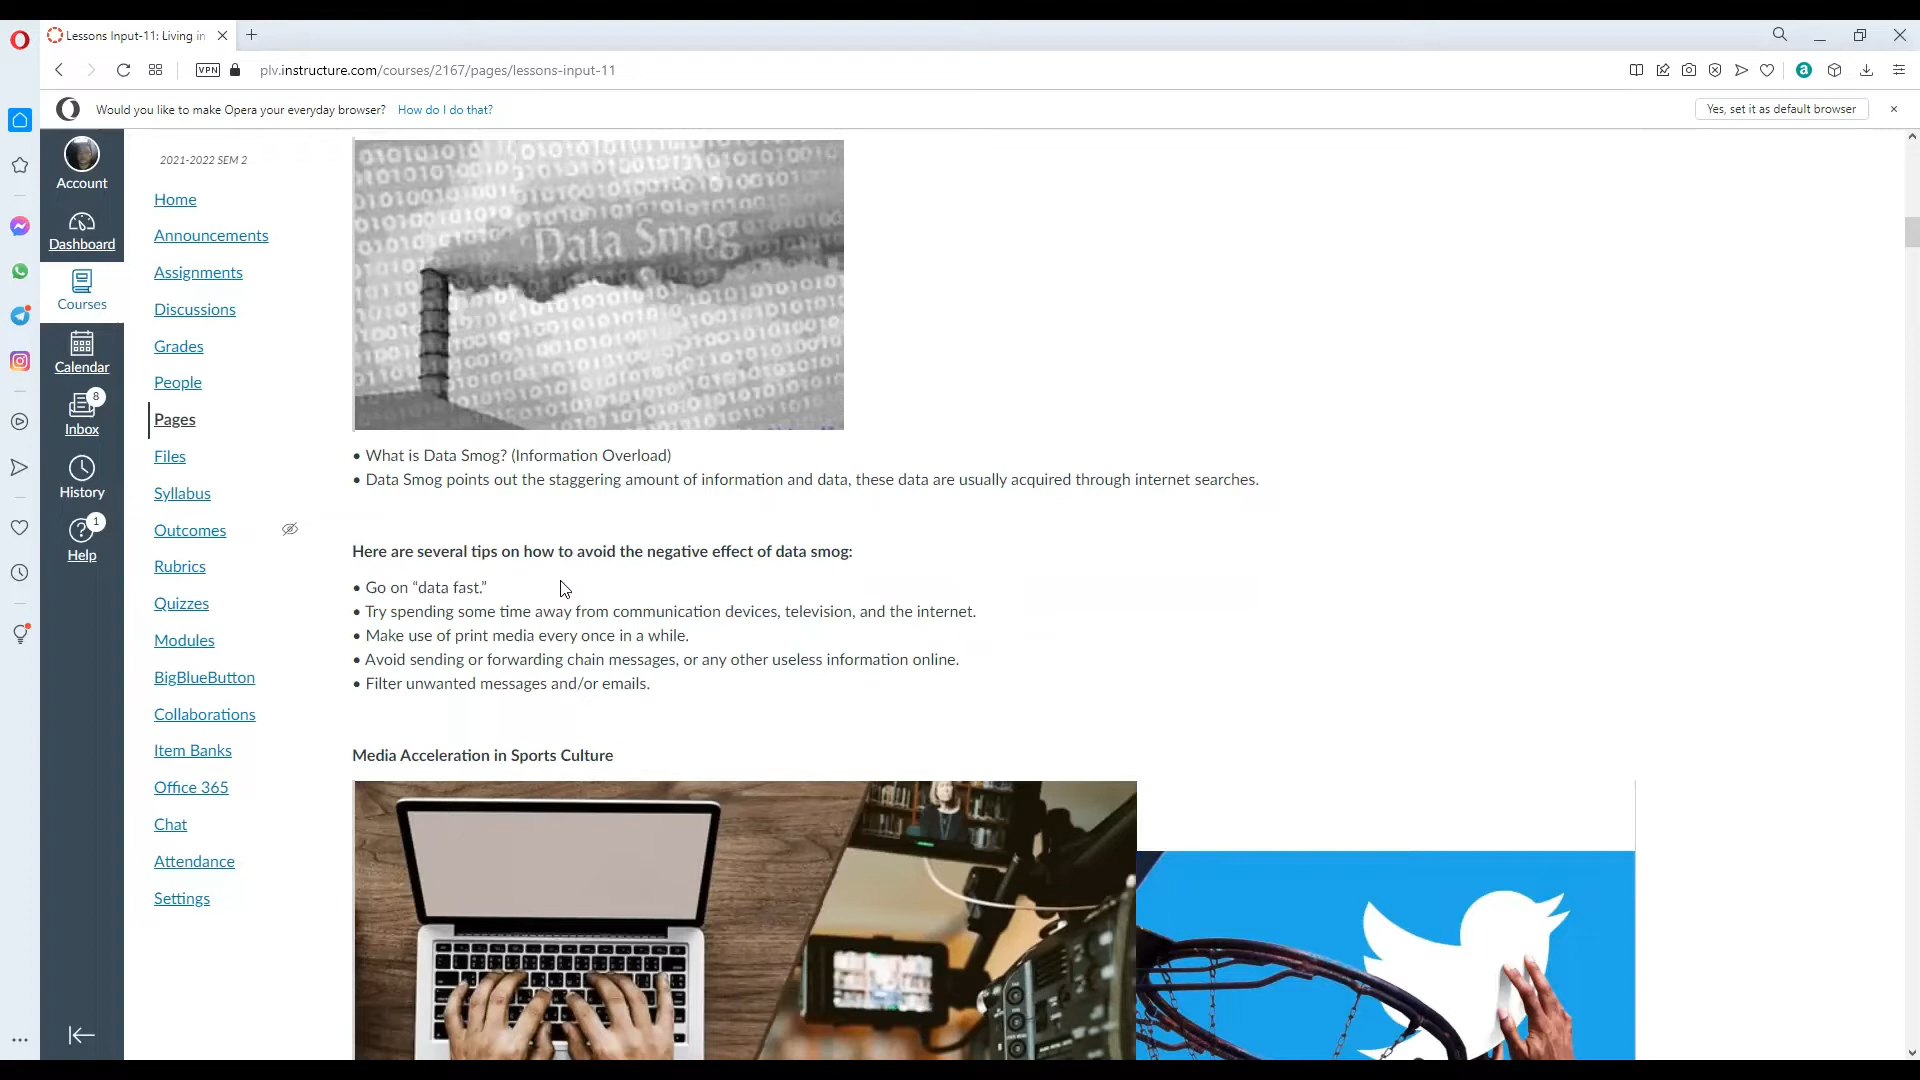 Lessons Input-11: Living in
VPN
plv.instructure.com/courses/2167/pages/lessons-input-11
Would you like to make Opera your everyday browser? How do I do that?
Yes, set it as default browser
Account
Dashboard
Courses
Calendar
8
Inbox
History
1
Help
2021-2022 SEM 2
Home
Announcements
Assignments
Discussions
Grades
People
Pages
Files
Syllabus
Outcomes
Rubrics
Quizzes
Modules
BigBlueButton
Collaborations
Item Banks
Office 365
Chat
Attendance
Settings
Data Smog
• What is Data Smog? (Information Overload)
• Data Smog points out the staggering amount of information and data, these data are usually acquired through internet searches.
Here are several tips on how to avoid the negative effect of data smog:
• Go on “data fast.”
• Try spending some time away from communication devices, television, and the internet.
• Make use of print media every once in a while.
• Avoid sending or forwarding chain messages, or any other useless information online.
• Filter unwanted messages and/or emails.
Media Acceleration in Sports Culture